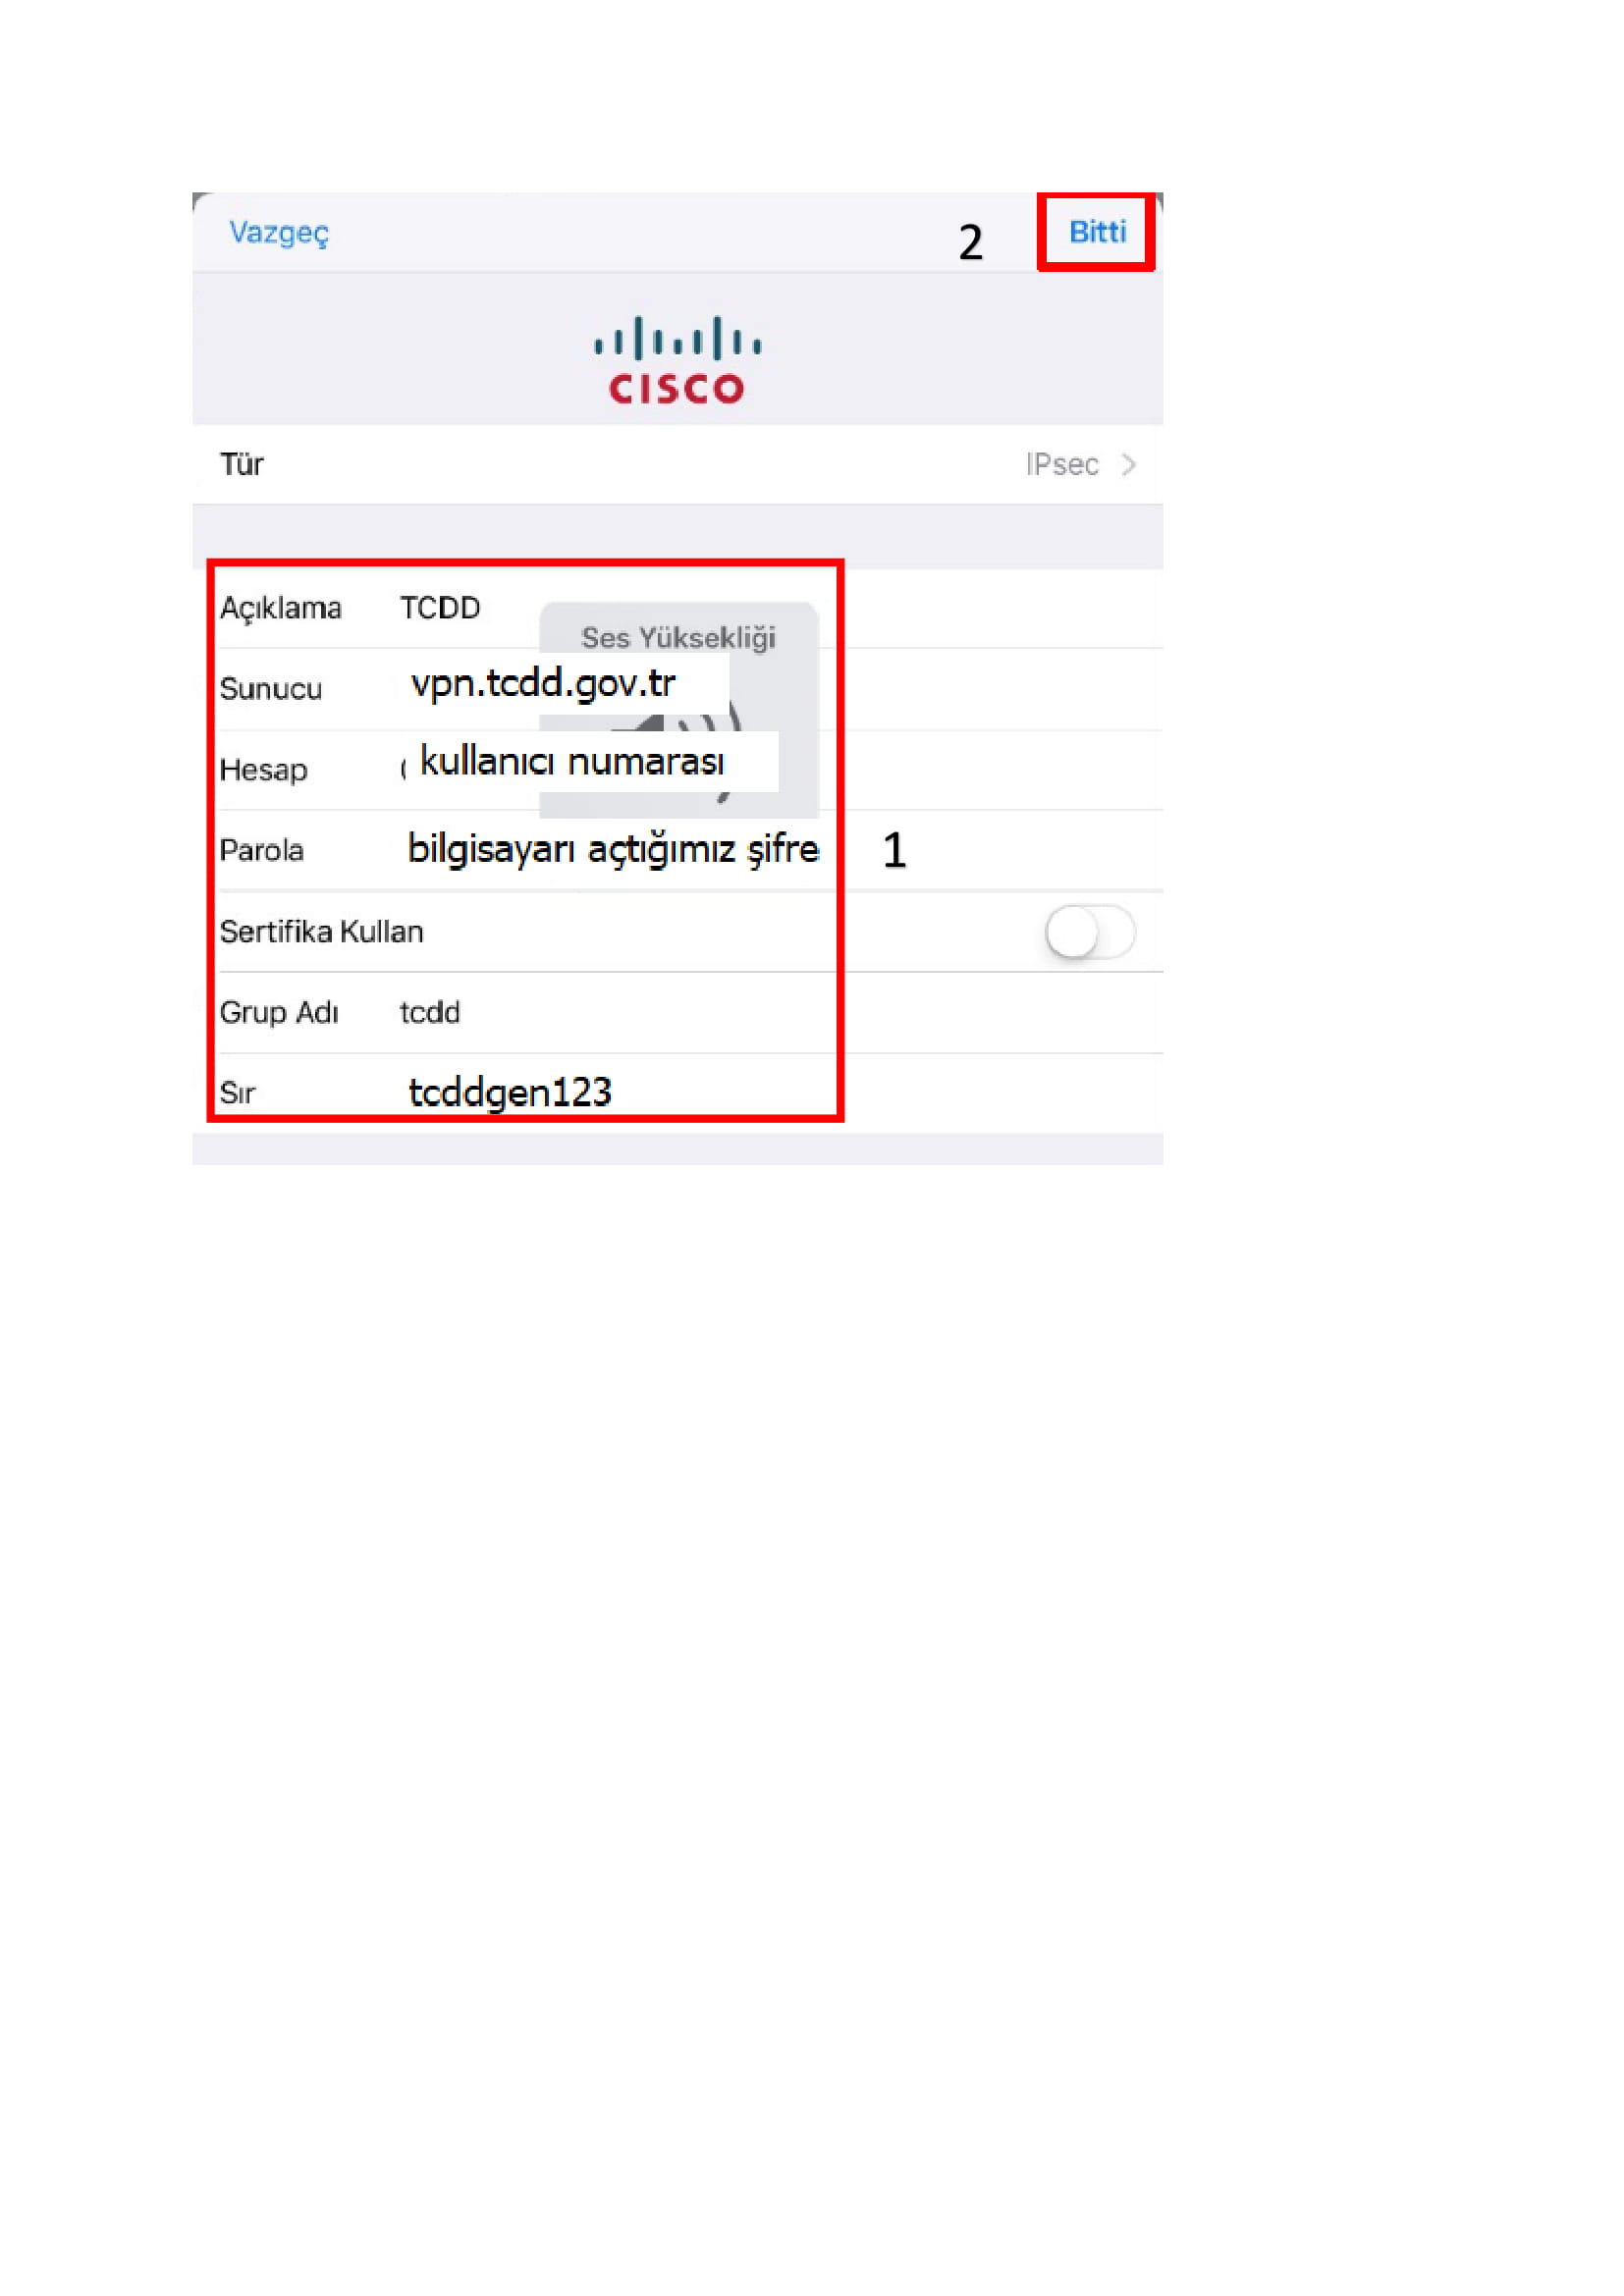 Vazgeç 2 Bitti
CISCO
Tür IPsec
Açıklama TCDD
Ses Yüksekliği
Sunucu vpn.tcdd.gov.tr
Hesap kullanıcı numarası
Parola bilgisayarı açtığımız şifre 1
Sertifika Kullan
Grup Adı tcdd
Sır tcddgen123